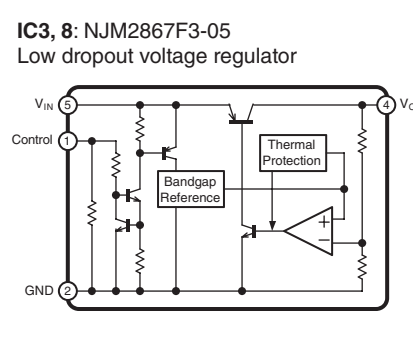 IC3, 8: NJM2867F3-05
Low dropout voltage regulator
VIN 5
4 VO
Control 1
Thermal
Protection
Bandgap
Reference
+
−
GND 2